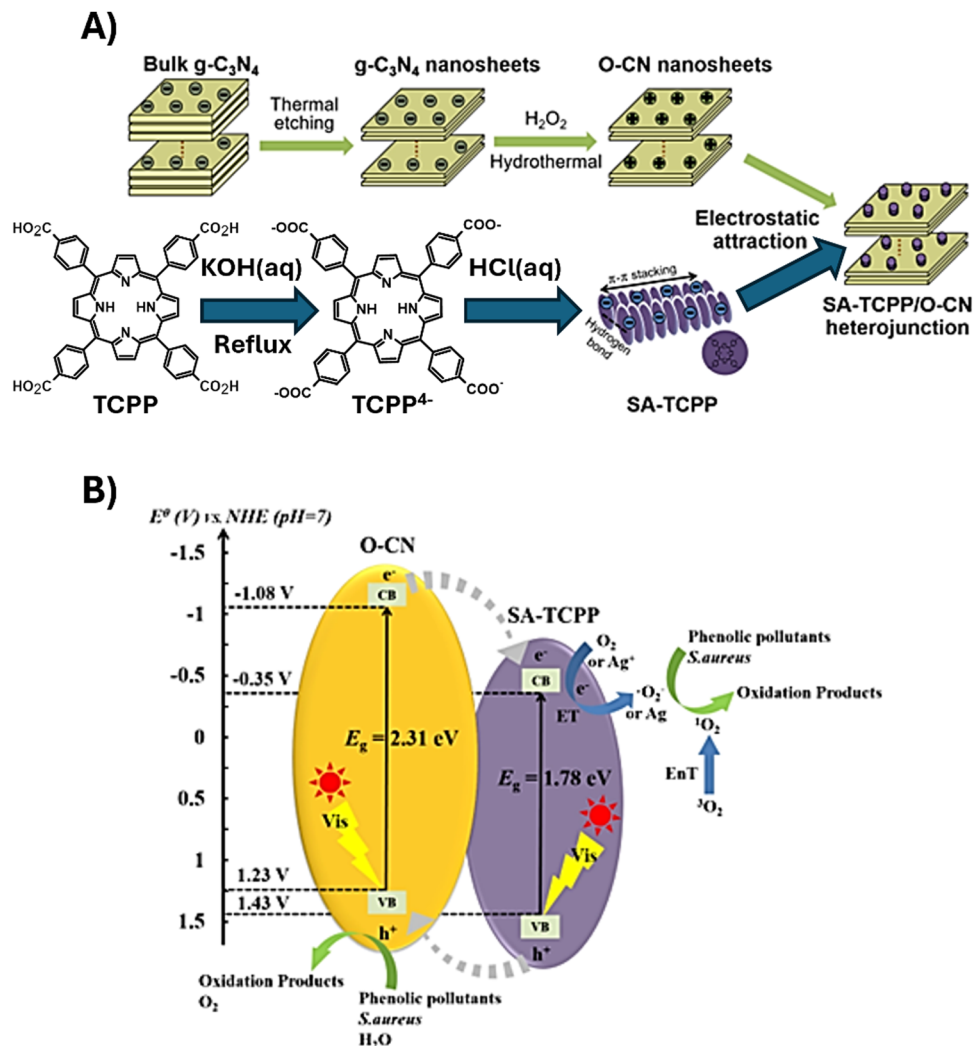 A)
Bulk g-C₃N₄
g-C₃N₄ nanosheets
O-CN nanosheets
Thermal
etching
H₂O₂
Hydrothermal
HO₂C
CO₂H
N
NH
HN
N
HO₂C
CO₂H
TCPP
KOH(aq)
Reflux
-OOC
COO-
N
NH
HN
N
-OOC
COO-
TCPP⁴⁻
HCl(aq)
π-π stacking
Hydrogen
bond
SA-TCPP
Electrostatic
attraction
SA-TCPP/O-CN
heterojunction
B)
E⁰ (V) vs. NHE (pH=7)
-1.5
-1
-0.5
0
0.5
1
1.5
-1.08 V
-0.35 V
1.23 V
1.43 V
O-CN
e-
CB
Eg = 2.31 eV
Vis
VB
h+
SA-TCPP
e-
CB
e-
ET
Eg = 1.78 eV
Vis
VB
h+
O₂
or Ag+
·O₂-
or Ag
Phenolic pollutants
S.aureus
Oxidation Products
¹O₂
EnT
³O₂
Oxidation Products
O₂
Phenolic pollutants
S.aureus
H₂O